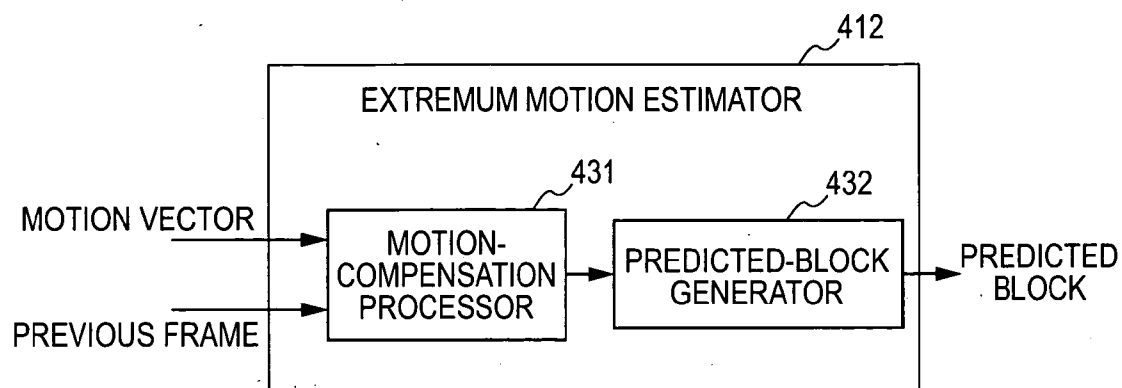 412
EXTREMUM MOTION ESTIMATOR
431
432
MOTION VECTOR
PREVIOUS FRAME
MOTION-
COMPENSATION
PROCESSOR
PREDICTED-BLOCK
GENERATOR
PREDICTED
BLOCK